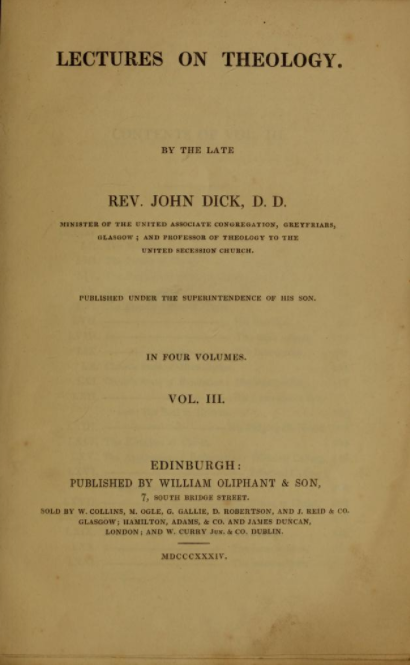 LECTURES ON THEOLOGY.
BY THE LATE
REV. JOHN DICK, D. D.
MINISTER OF THE UNITED ASSOCIATE CONGREGATION, GREYFRIARS,
GLASGOW; AND PROFESSOR OF THEOLOGY TO THE
UNITED SECESSION CHURCH.
PUBLISHED UNDER THE SUPERINTENDENCE OF HIS SON.
IN FOUR VOLUMES.
VOL. III.
EDINBURGH:
PUBLISHED BY WILLIAM OLIPHANT & SON,
7, SOUTH BRIDGE STREET.
SOLD BY W. COLLINS, M. OGLE, G. GALLIE, D. ROBERTSON, AND J. REID & CO.
GLASGOW; HAMILTON, ADAMS, & CO. AND JAMES DUNCAN,
LONDON; AND W. CURRY JUN. & CO. DUBLIN.
MDCCCXXXIV.